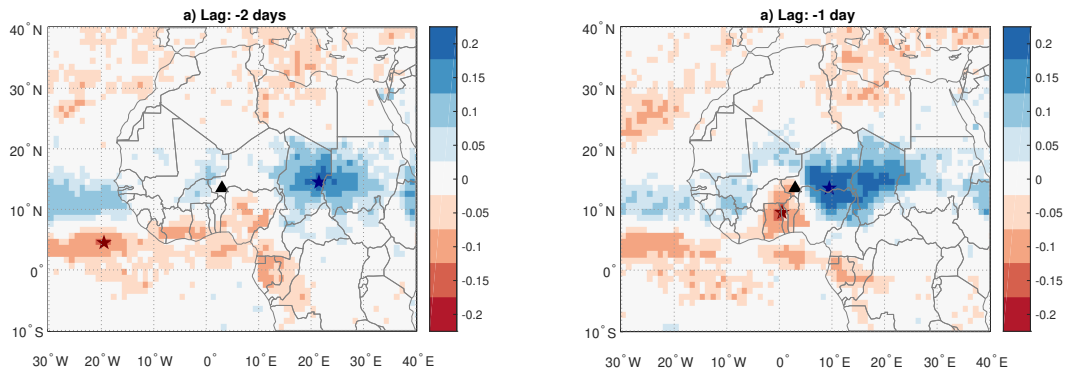 a) Lag: -2 days
40° N
30° N
20° N
10° N
0°
10° S
30° W
20° W
10° W
0°
10° E
20° E
30° E
40° E
0.2
0.15
0.1
0.05
0
-0.05
-0.1
-0.15
-0.2
a) Lag: -1 day
40° N
30° N
20° N
10° N
0°
10° S
30° W
20° W
10° W
0°
10° E
20° E
30° E
40° E
0.2
0.15
0.1
0.05
0
-0.05
-0.1
-0.15
-0.2